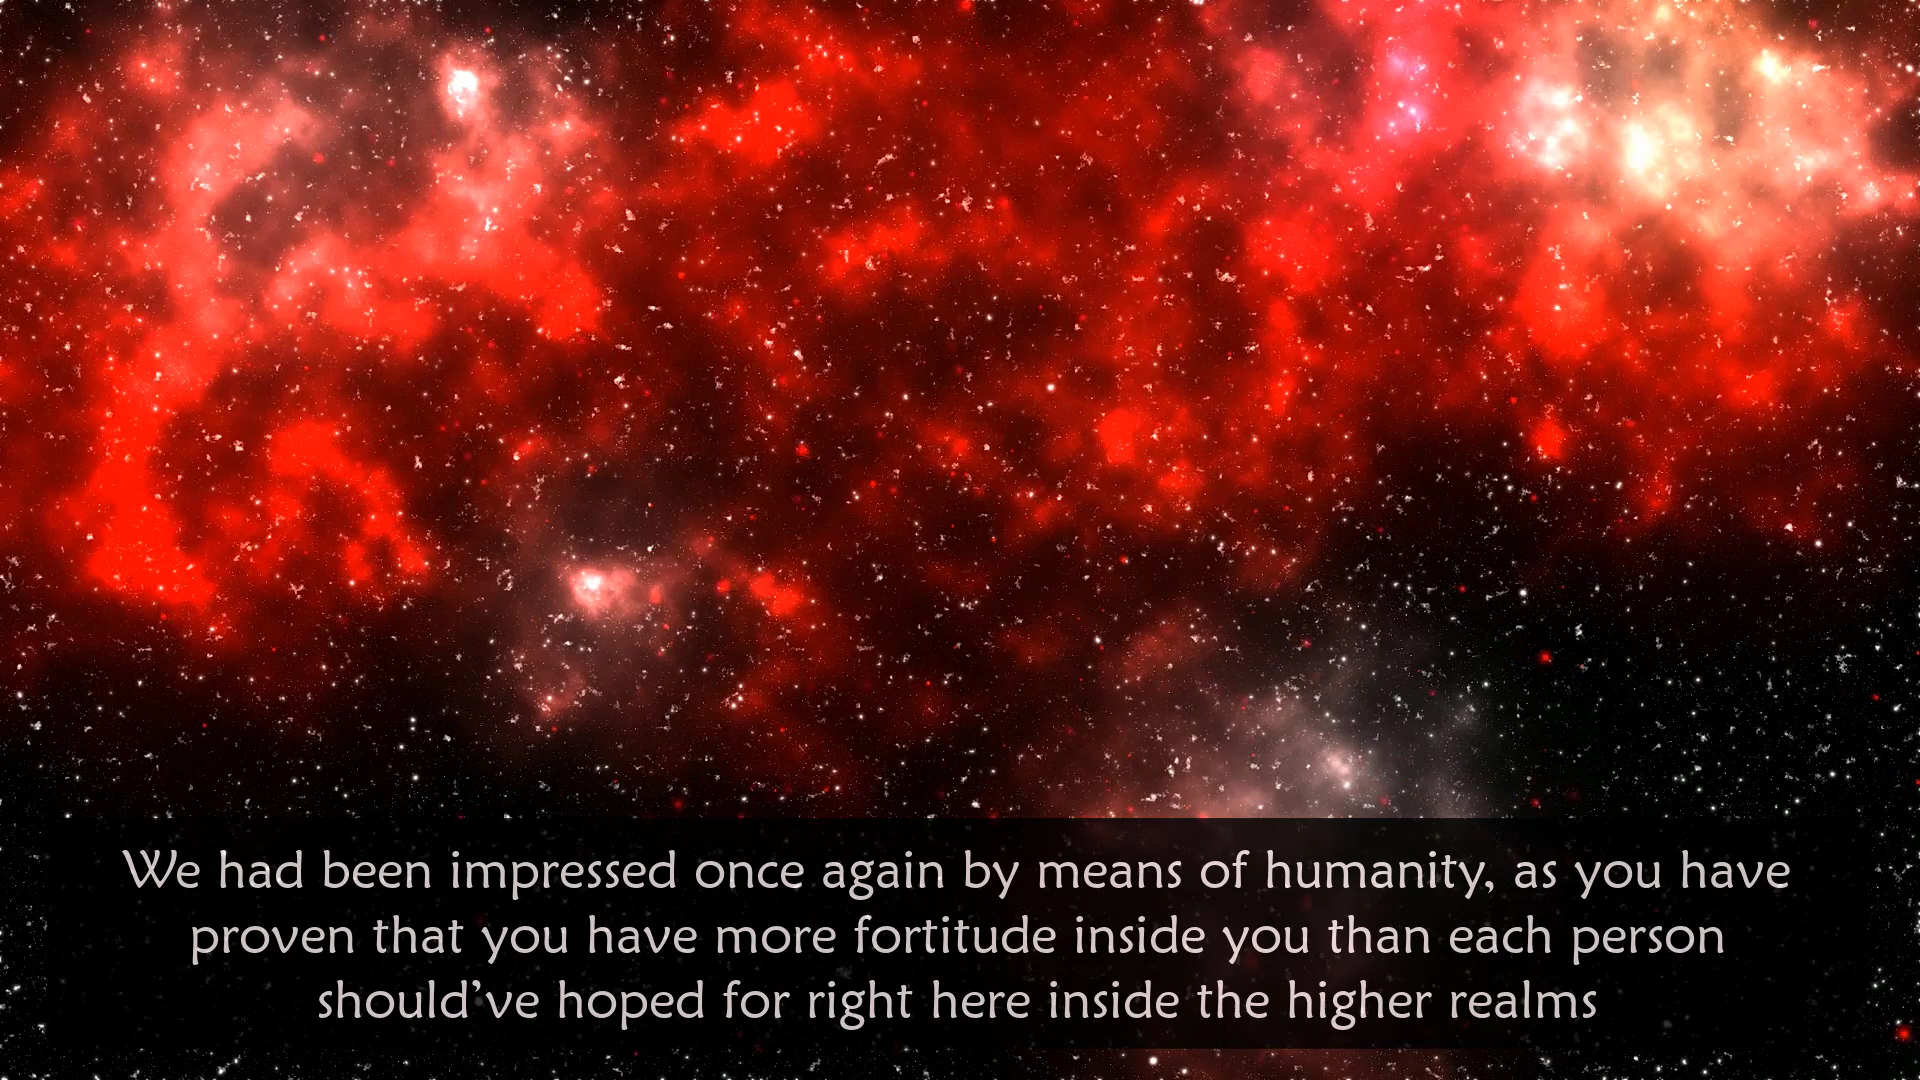 We had been impressed once again by means of humanity, as you have
proven that you have more fortitude inside you than each person
should’ve hoped for right here inside the higher realms